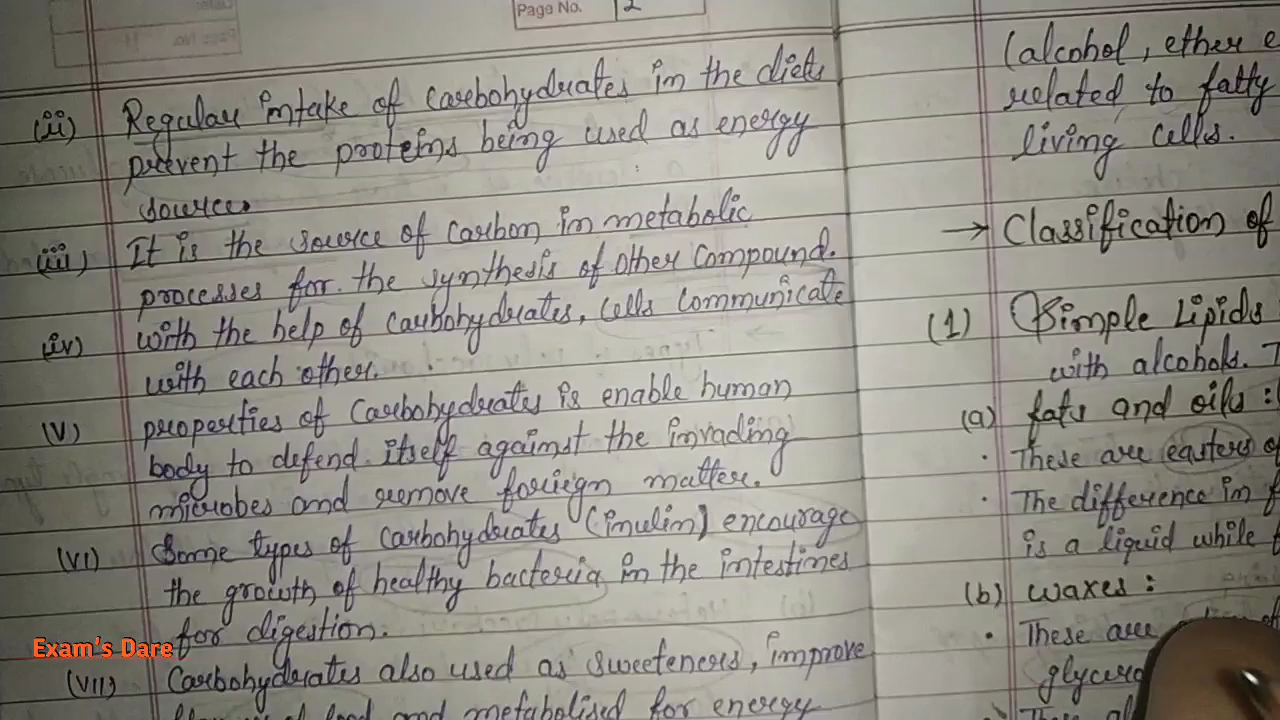 Page No. 2
(ii) Regular intake of Carbohydrates in the diets
prevent the proteins being used as energy
source.
(iii) It is the source of Carbon in metabolic
processes for the synthesis of other Compound.
(iv) with the help of carbohydrates, cells communicate
with each other.
(V) properties of Carbohydrates is enable human
body to defend itself against the invading
microbes and remove foriegn matter.
(VI) Some types of Carbohydrates (inulin) encourage
the growth of healthy bacteria in the intestines
for digestion.
Exam's Dare
(VII) Carbohydrates also used as sweeteners, improve
food and metabolised for energy
(alcohol, ether
related to fatty
living cells.
→ Classification of
(1) Simple Lipids
with alcohols.
(a) fats and oils :
• These are easters of
• The difference in
is a liquid while
(b) waxes :
• These are